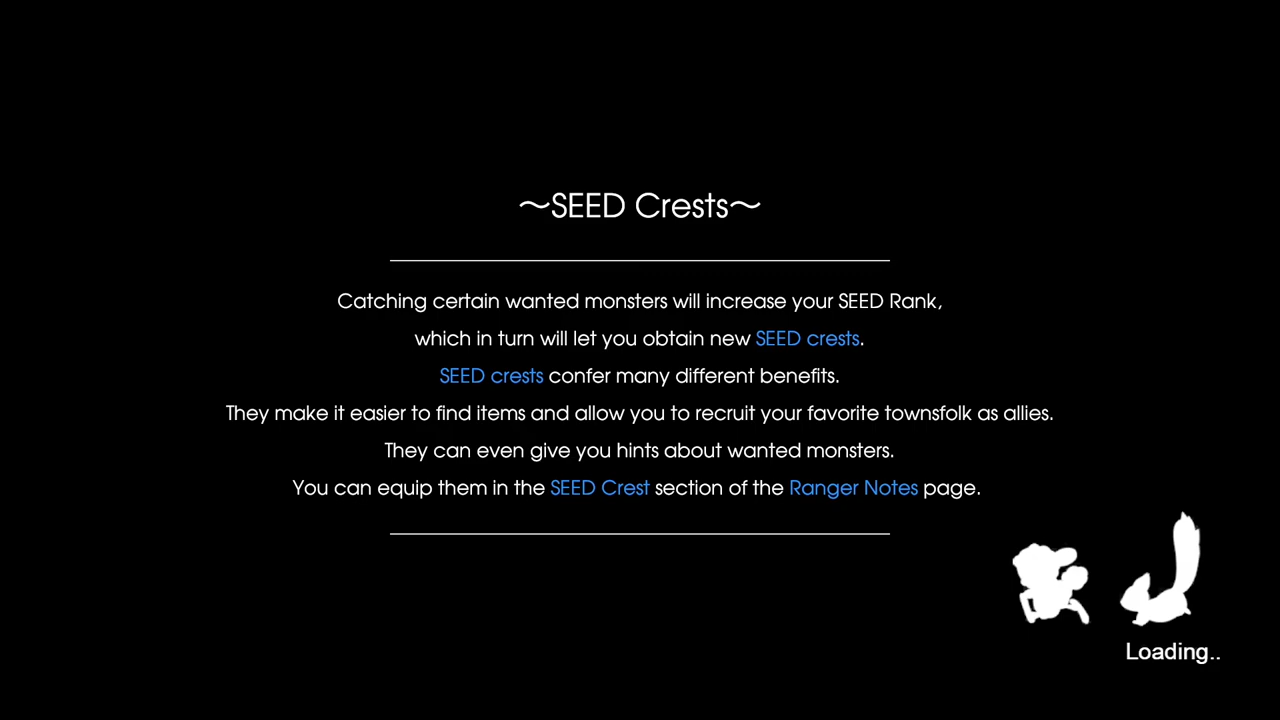 ～SEED Crests～
Catching certain wanted monsters will increase your SEED Rank,
which in turn will let you obtain new SEED crests.
SEED crests confer many different benefits.
They make it easier to find items and allow you to recruit your favorite townsfolk as allies.
They can even give you hints about wanted monsters.
You can equip them in the SEED Crest section of the Ranger Notes page.
Loading..